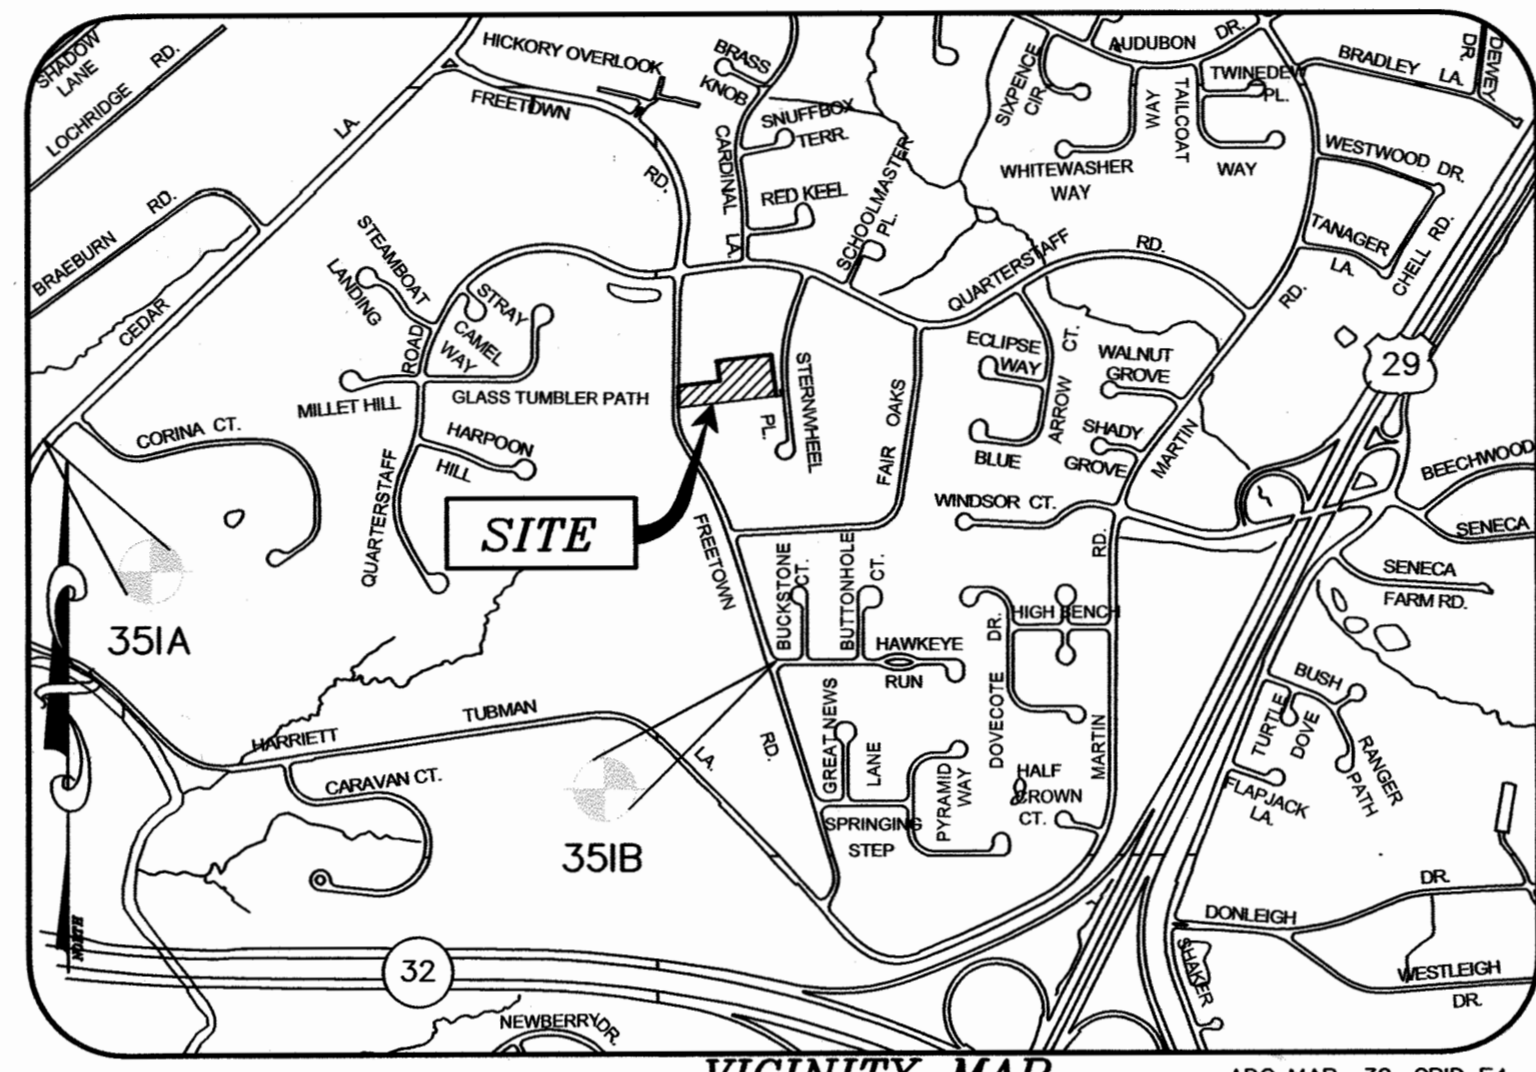 SHADOW
LANE
LOCHRIDGE RD.
BRAEBURN RD.
CEDAR LA.
HICKORY OVERLOOK
FREETOWN RD.
BRASS
KNOB
SNUFFBOX
TERR.
CARDINAL LA.
RED KEEL
SCHOOLMASTER
PL.
SIXPENCE
CIR.
AUDUBON DR.
WAY
WHITEWASHER
WAY
TAILCOAT
WAY
TWINEDEW
PL.
BRADLEY LA.
DEWEY
DR.
WESTWOOD DR.
TANAGER
LA.
CHELL RD.
29
QUARTERSTAFF RD.
STEAMBOAT
LANDING
STRAY
CAMEL
WAY
ROAD
MILLET HILL
GLASS TUMBLER PATH
HARPOON
HILL
QUARTERSTAFF
CORINA CT.
SITE
STERNWHEEL
PL.
FAIR OAKS
ECLIPSE
WAY
BLUE
ARROW CT.
WALNUT
GROVE
SHADY
GROVE
MARTIN RD.
WINDSOR CT.
BEECHWOOD
SENECA
SENECA
FARM RD.
FREETOWN RD.
BUCKSTONE
CT.
BUTTONHOLE
CT.
HAWKEYE
RUN
HIGH BENCH
DOVECOTE DR.
MARTIN RD.
GREAT NEWS
LANE
PYRAMID
WAY
HALF
CROWN
CT.
SPRINGING
STEP
BUSH
TURTLE
DOVE
RANGER
PATH
FLAPJACK
LA.
35IA
35IB
HARRIETT TUBMAN LA.
CARAVAN CT.
NORTH
32
NEWBERRY DR.
DONLEIGH DR.
SHAKER
WESTLEIGH
DR.
VICINITY MAP